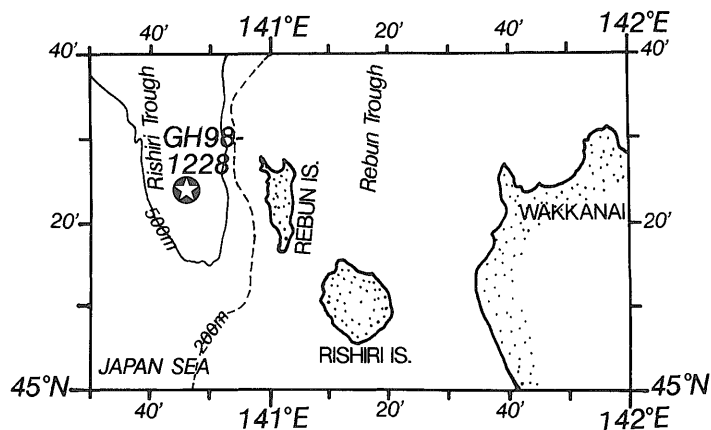 40' 141°E 20' 40' 142°E
40' 40'
Rishiri Trough
GH98-
1228
Rebun Trough
REBUN IS.
WAKKANAI
20' 20'
500m
200m
RISHIRI IS.
JAPAN SEA
45°N 45°N
40' 141°E 20' 40' 142°E